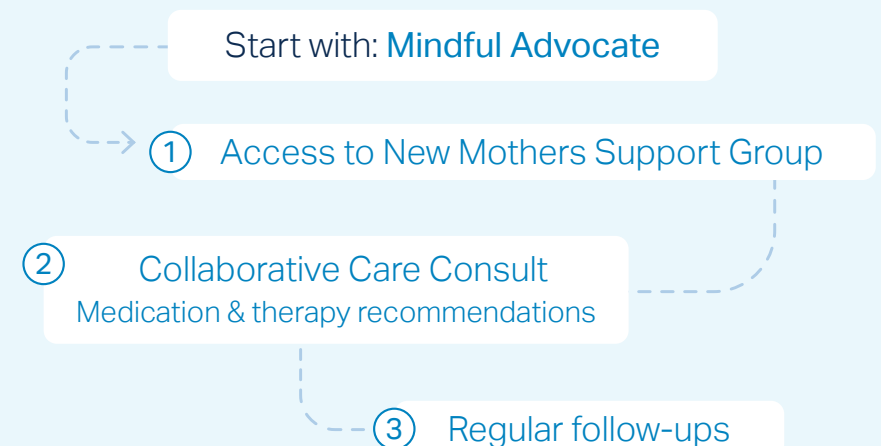 Start with: Mindful Advocate
1 Access to New Mothers Support Group
2 Collaborative Care Consult
Medication & therapy recommendations
3 Regular follow-ups